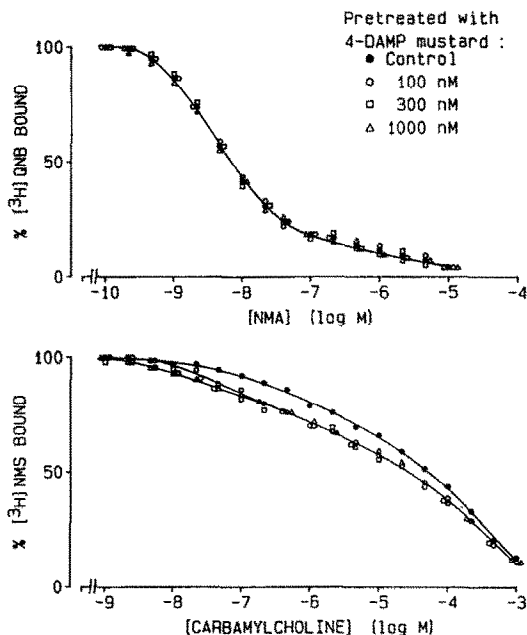 Pretreated with
4-DAMP mustard :
● Control
○ 100 nM
□ 300 nM
△ 1000 nM
% [³H]QNB BOUND
100
50
0
-10 -9 -8 -7 -6 -5 -4
[NMA] (log M)
% [³H]NMS BOUND
100
50
0
-9 -8 -7 -6 -5 -4 -3
[CARBAMYLCHOLINE] (log M)